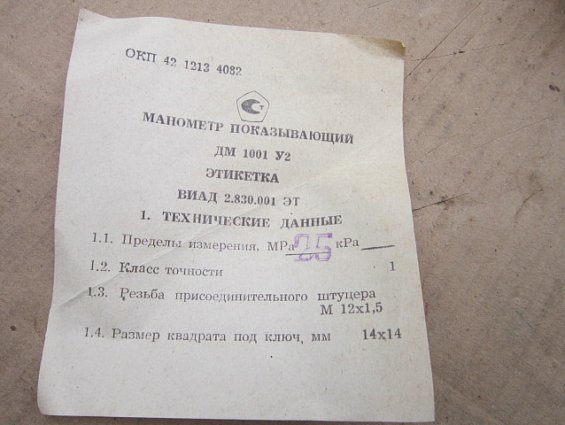 ОКП 42 1213 4082
МАНОМЕТР ПОКАЗЫВАЮЩИЙ
ДМ 1001 У2
ЭТИКЕТКА
ВИАД 2.830.001 ЭТ
1. ТЕХНИЧЕСКИЕ ДАННЫЕ
1.1. Пределы измерения. МРа 25 кРа
1.2. Класс точности 1
1.3. Резьба присоединительного штуцера
М 12х1,5
1.4. Размер квадрата под ключ, мм 14х14